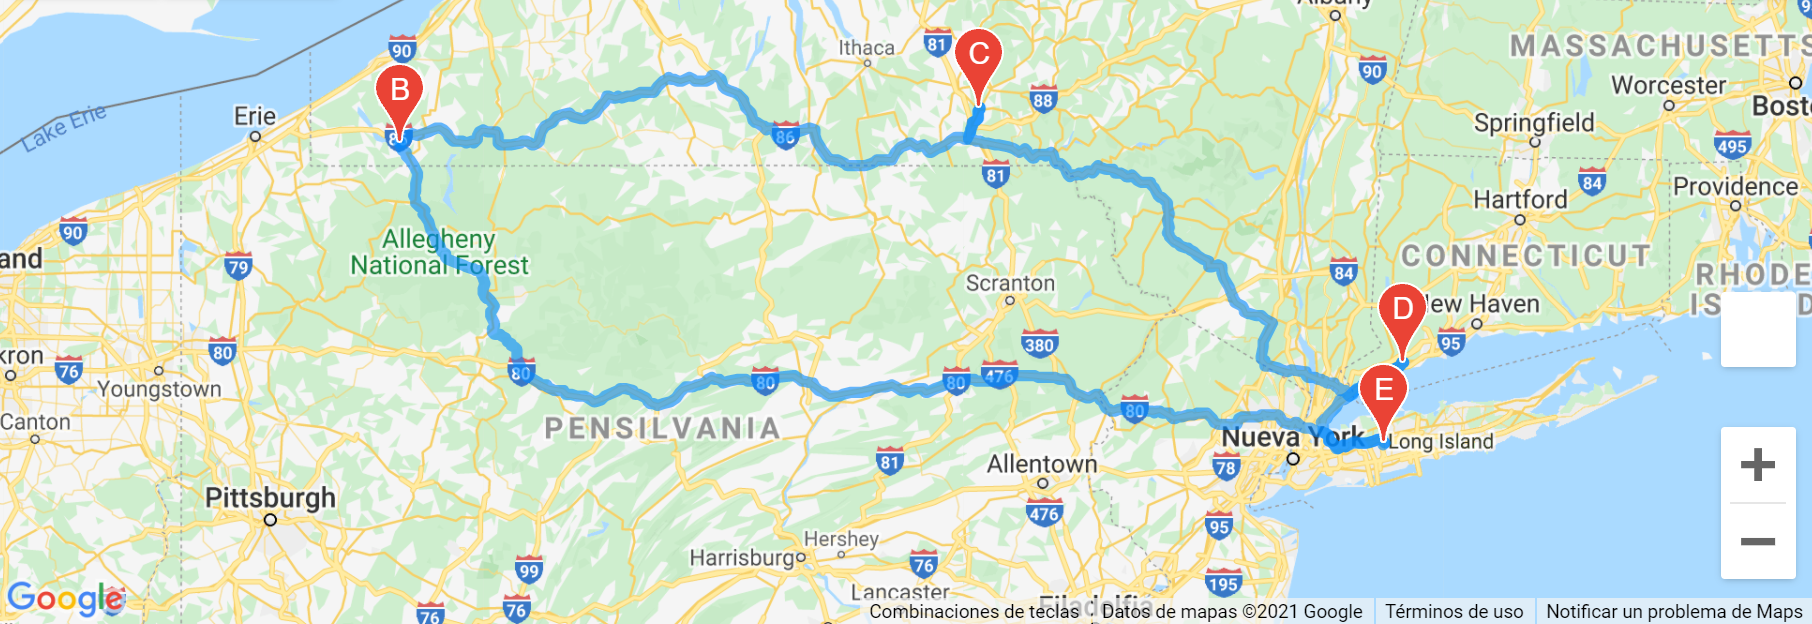 Albany
90
Ithaca
81
C
MASSACHUSETTS
90
Worcester
B
88
Lake Erie
Erie
Springfield
86
495
81
84
Providence
Hartford
90
Allegheny
National Forest
79
CONNECTICUT
84
RHODE
Scranton
New Haven
D
80
380
95
76
Youngstown
80
80
80
476
E
80
Canton
PENSILVANIA
Nueva York
Long Island
81
Allentown
78
Pittsburgh
476
95
Harrisburg
Hershey
99
76
195
Google
Lancaster
76
76
Filadelfia
Combinaciones de teclas
Datos de mapas ©2021 Google
Términos de uso
Notificar un problema de Maps